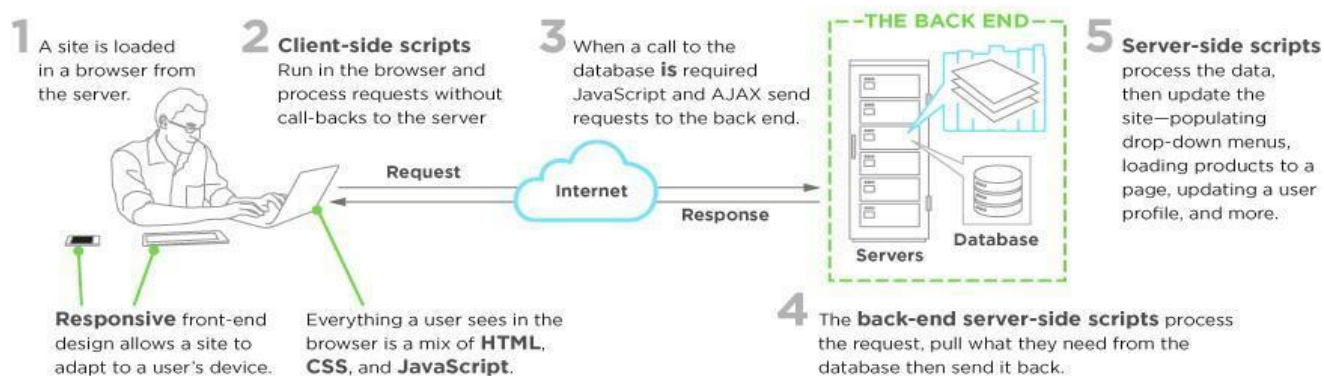 1
A site is loaded
in a browser from
the server.
2
Client-side scripts
Run in the browser and
process requests without
call-backs to the server
3
When a call to the
database is required
JavaScript and AJAX send
requests to the back end.
THE BACK END
5
Server-side scripts
process the data,
then update the
site—populating
drop-down menus,
loading products to a
page, updating a user
profile, and more.
Request
Internet
Response
Servers
Database
Responsive front-end
design allows a site to
adapt to a user's device.
Everything a user sees in the
browser is a mix of HTML,
CSS, and JavaScript.
4
The back-end server-side scripts process
the request, pull what they need from the
database then send it back.